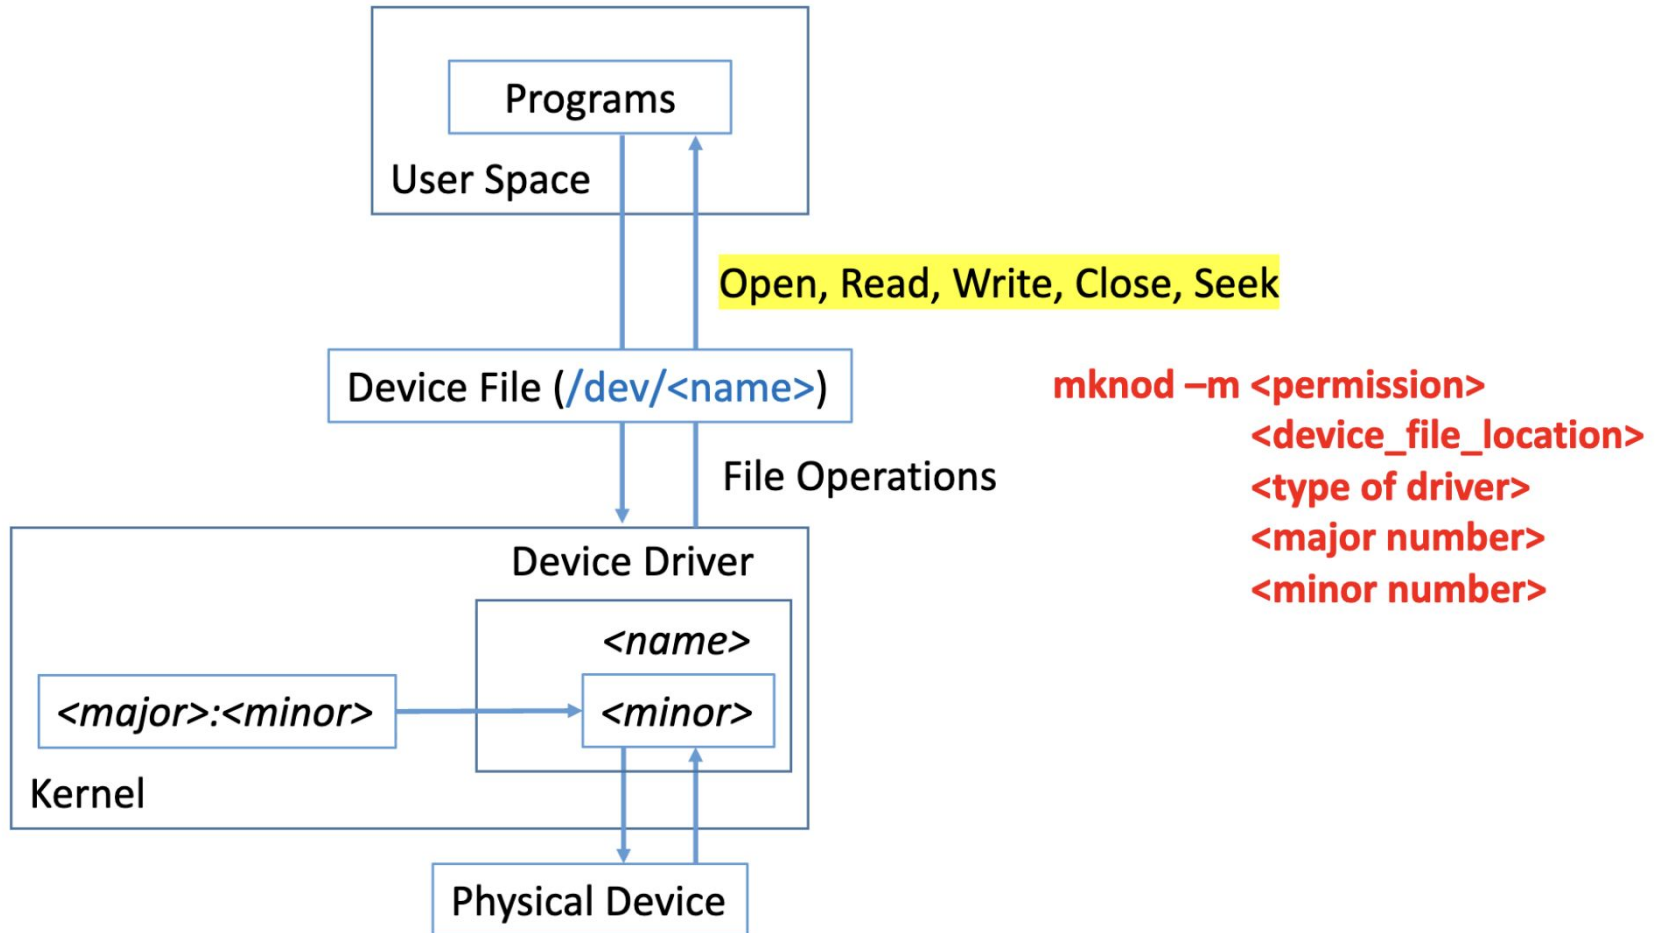 Programs
User Space
Open, Read, Write, Close, Seek
Device File (/dev/<name>)
mknod –m <permission>
<device_file_location>
<type of driver>
<major number>
<minor number>
File Operations
Device Driver
<name>
<major>:<minor>
<minor>
Kernel
Physical Device